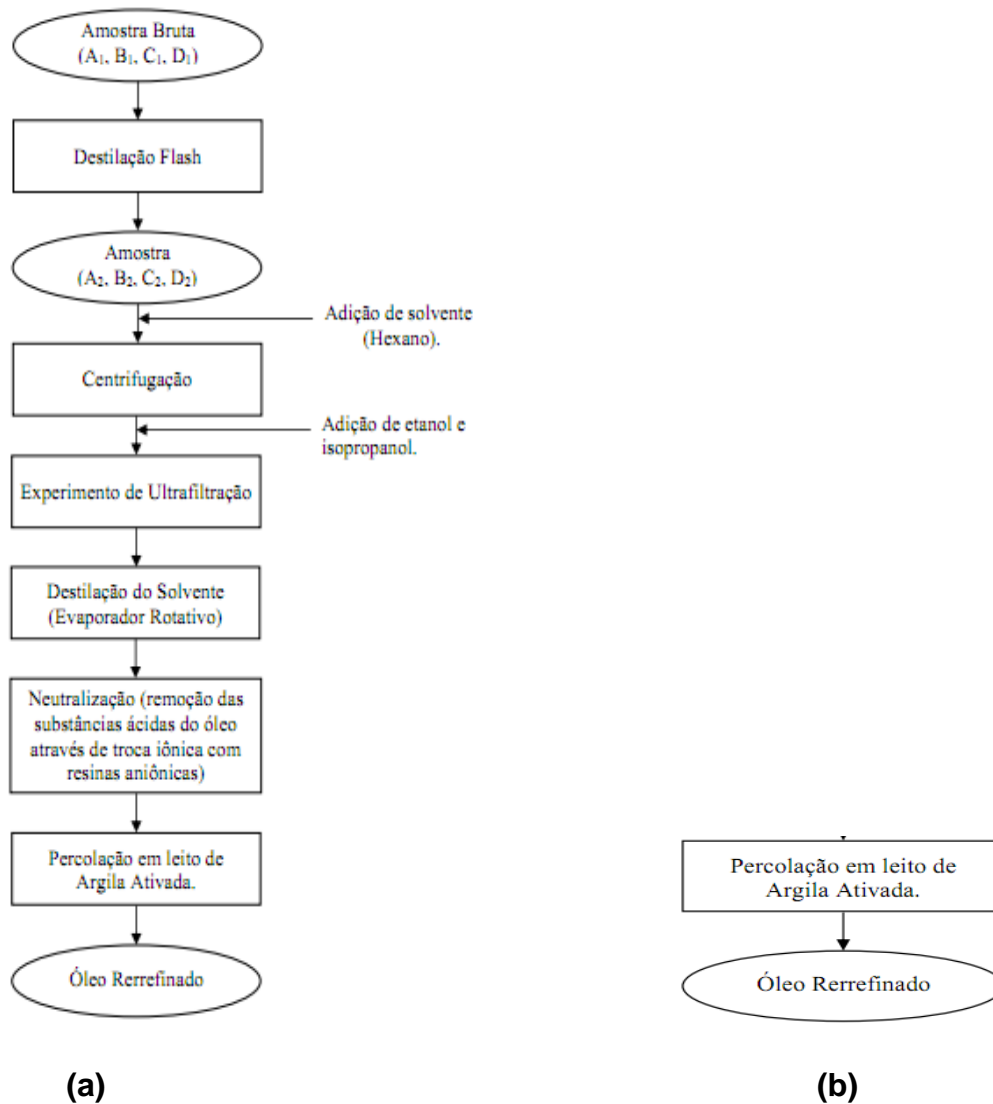 Amostra Bruta
(A₁, B₁, C₁, D₁)
Destilação Flash
Amostra
(A₂, B₂, C₂, D₂)
Adição de solvente
(Hexano).
Centrifugação
Adição de etanol e
isopropanol.
Experimento de Ultrafiltração
Destilação do Solvente
(Evaporador Rotativo)
Neutralização (remoção das
substâncias ácidas do óleo
através de troca iônica com
resinas aniônicas)
Percolação em leito de
Argila Ativada.
Óleo Rerrefinado
(a)
Percolação em leito de
Argila Ativada.
Óleo Rerrefinado
(b)